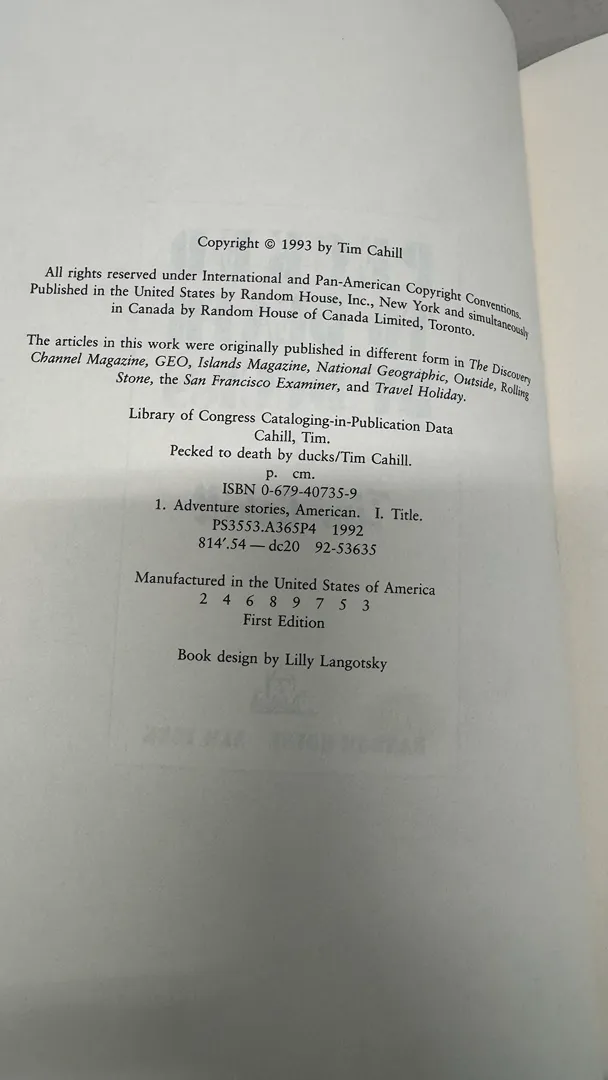 Copyright © 1993 by Tim Cahill
All rights reserved under International and Pan-American Copyright Conventions.
Published in the United States by Random House, Inc., New York and simultaneously
in Canada by Random House of Canada Limited, Toronto.
The articles in this work were originally published in different form in The Discovery
Channel Magazine, GEO, Islands Magazine, National Geographic, Outside, Rolling
Stone, the San Francisco Examiner, and Travel Holiday.
Library of Congress Cataloging-in-Publication Data
Cahill, Tim.
Pecked to death by ducks/Tim Cahill.
p. cm.
ISBN 0-679-40735-9
1. Adventure stories, American. I. Title.
PS3553.A365P4 1992
814'.54 — dc20 92-53635
Manufactured in the United States of America
2 4 6 8 9 7 5 3
First Edition
Book design by Lilly Langotsky